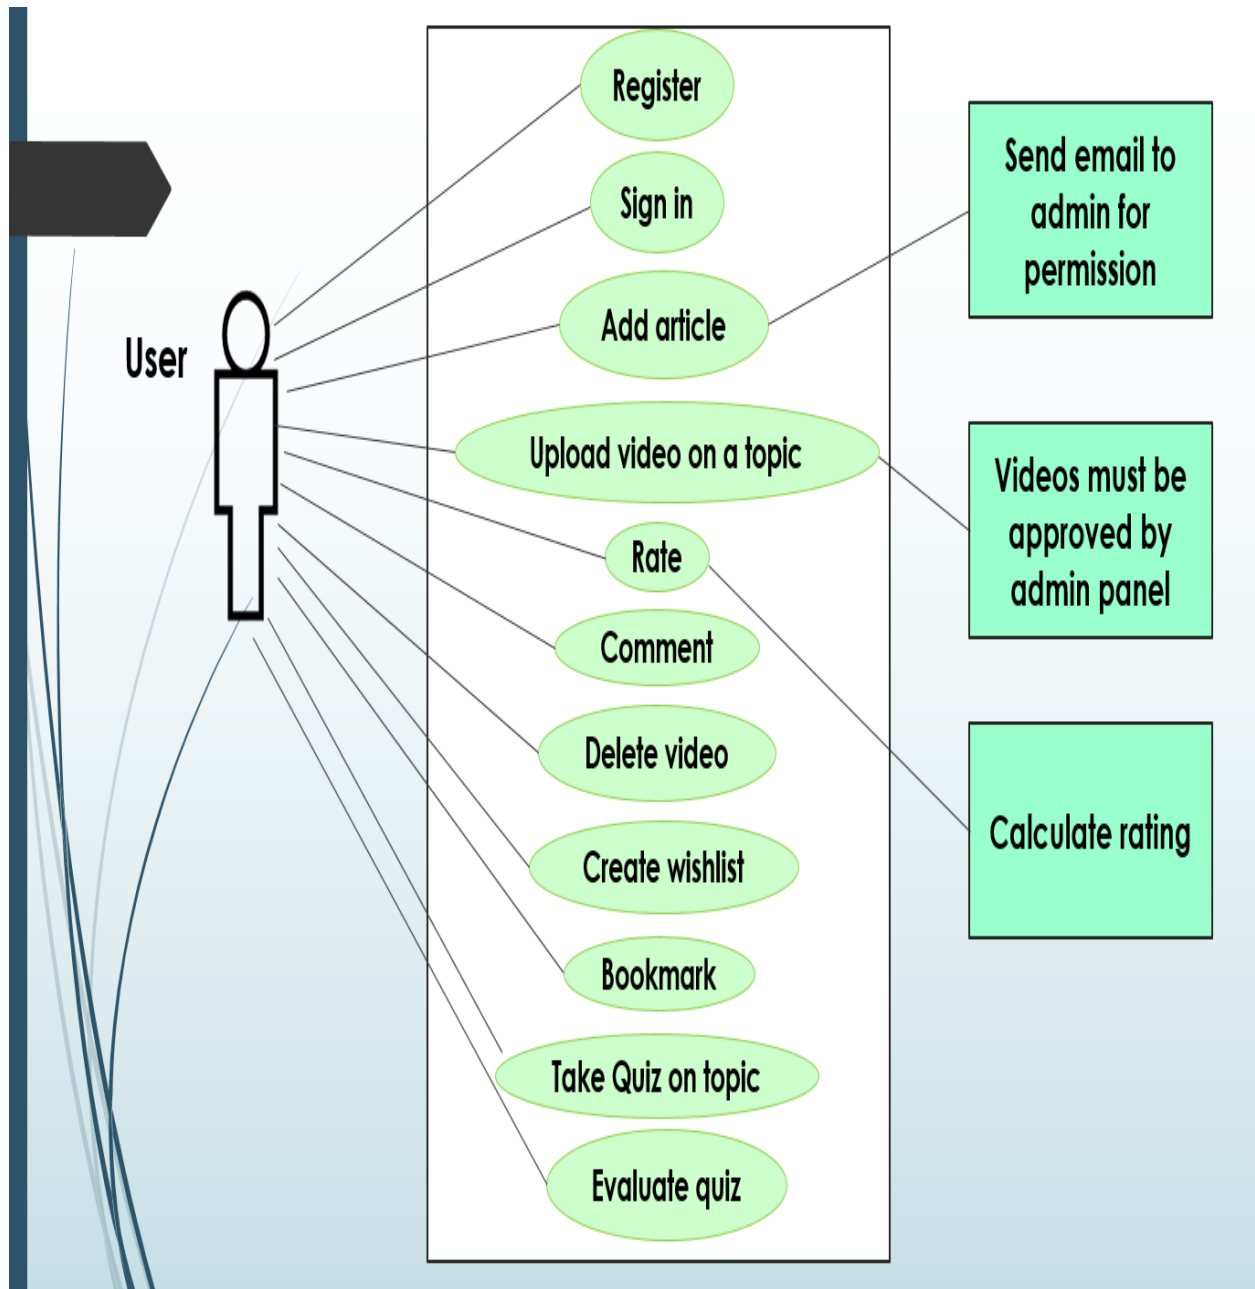 User
Register
Sign in
Add article
Upload video on a topic
Rate
Comment
Delete video
Create wishlist
Bookmark
Take Quiz on topic
Evaluate quiz
Send email to
admin for
permission
Videos must be
approved by
admin panel
Calculate rating